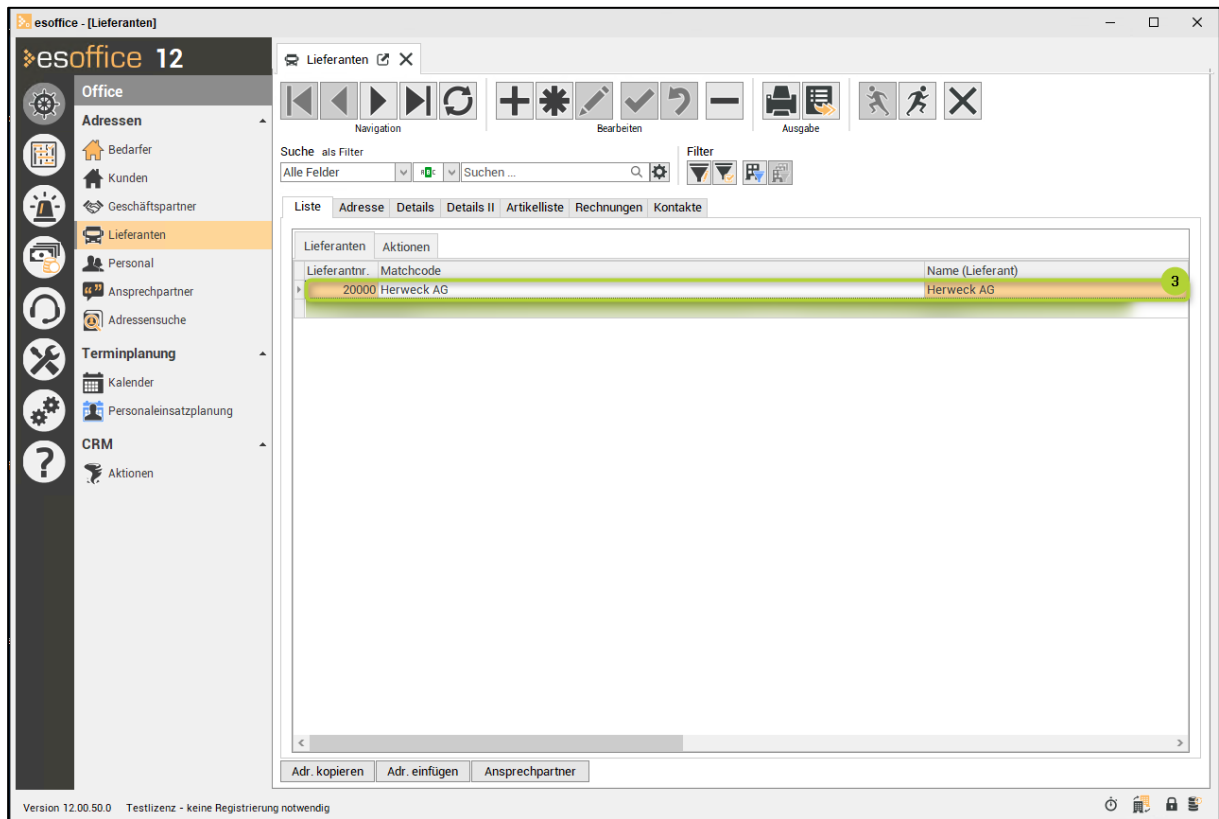 esoffice - [Lieferanten]
esoffice 12
Office
Adressen
Bedarfer
Kunden
Geschäftspartner
Lieferanten
Personal
Ansprechpartner
Adressensuche
Terminplanung
Kalender
Personaleinsatzplanung
CRM
Aktionen
Lieferanten
Navigation
Bearbeiten
Ausgabe
Suche als Filter
Filter
Alle Felder
Suchen ...
Liste Adresse Details Details II Artikelliste Rechnungen Kontakte
Lieferanten Aktionen
Lieferantnr. Matchcode Name (Lieferant)
20000 Herweck AG Herweck AG
3
Adr. kopieren Adr. einfügen Ansprechpartner
Version 12.00.50.0 Testlizenz - keine Registrierung notwendig